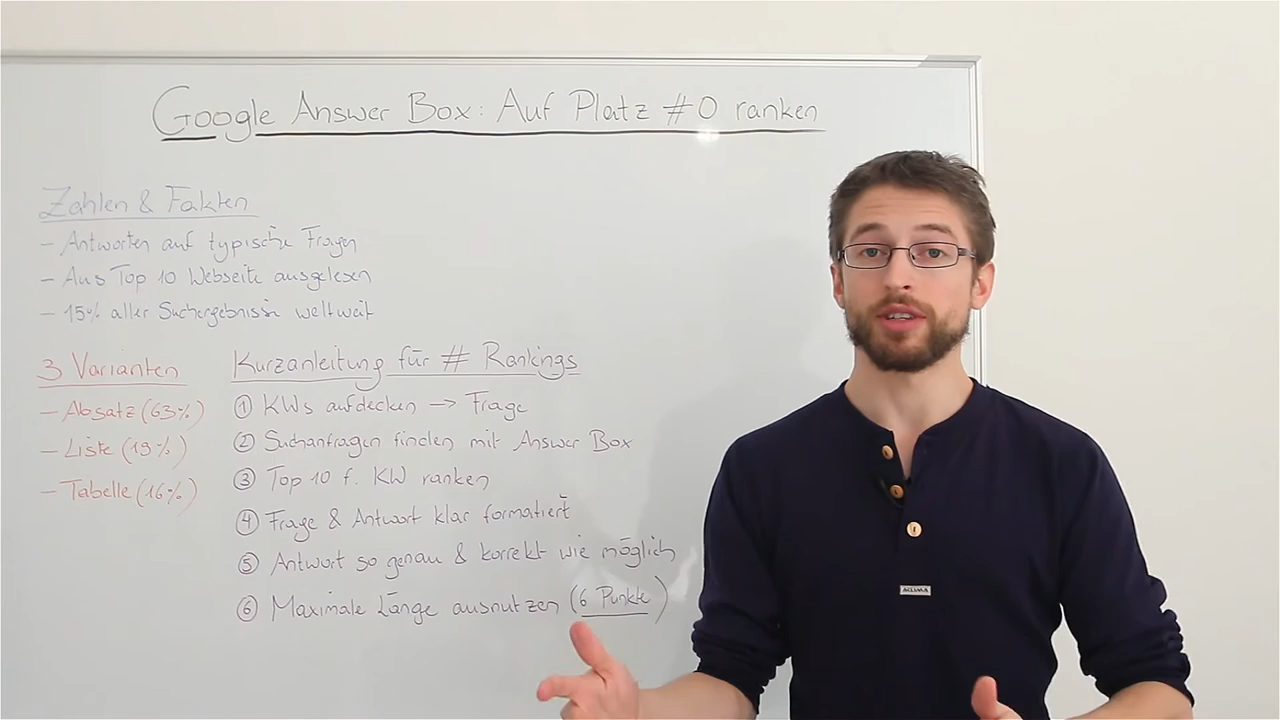 Google Answer Box: Auf Platz #0 ranken
Zahlen & Fakten
- Antworten auf typische Fragen
- Aus Top 10 Webseite ausgelesen
- 15% aller Suchergebnisse weltweit
3 Varianten
- Absatz (63%)
- Liste (19%)
- Tabelle (16%)
Kurzanleitung für # Rankings
① KWs aufdecken → Frage
② Suchanfragen finden mit Answer Box
③ Top 10 f. KW ranken
④ Frage & Antwort klar formatiert
⑤ Antwort so genau & korrekt wie möglich
⑥ Maximale Länge ausnutzen (6 Punkte)
ACLIMA